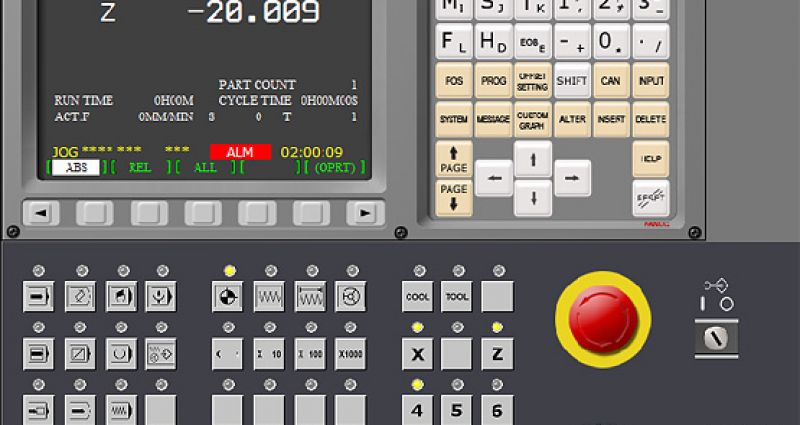 Z -20.009
PART COUNT 1
RUN TIME 0H00M CYCLE TIME 0H00M00S
ACT.F 0MM/MIN S 0 T 1
JOG **** *** *** ALM 02:00:09
[ ABS ][ REL ][ ALL ][ ][ (OPRT) ]
M I S J T K 1 , 2 3
F L H D EOB E - + 0 . . /
POS PROG OFFSET SETTING SHIFT CAN INPUT
SYSTEM MESSAGE CUSTOM GRAPH ALTER INSERT DELETE
PAGE HELP
PAGE
RESET
FANUC
COOL TOOL
X 10 X 100 X1000 X Z
4 5 6